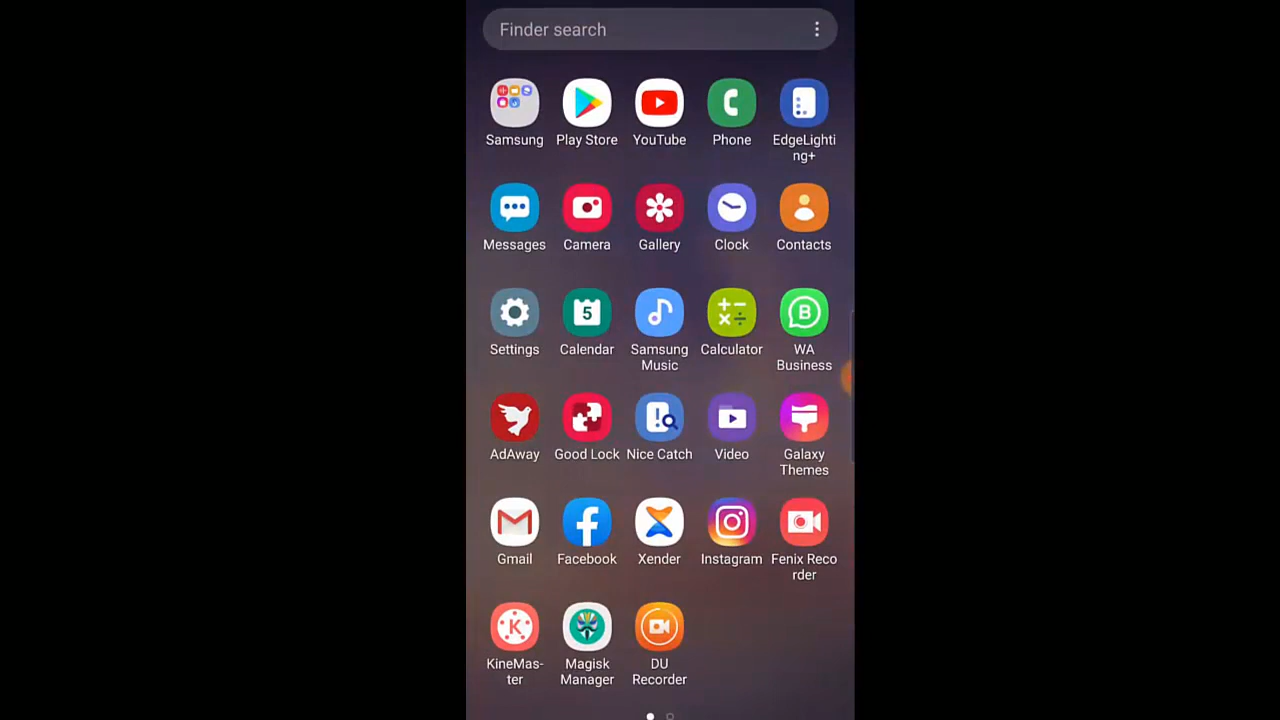 Finder search
Samsung Play Store YouTube Phone EdgeLighti
ng+
Messages Camera Gallery Clock Contacts
5
B
Settings Calendar Samsung Calculator WA
Music Business
AdAway Good Lock Nice Catch Video Galaxy
Themes
Gmail Facebook Xender Instagram Fenix Reco
rder
K
KineMas- Magisk DU
ter Manager Recorder